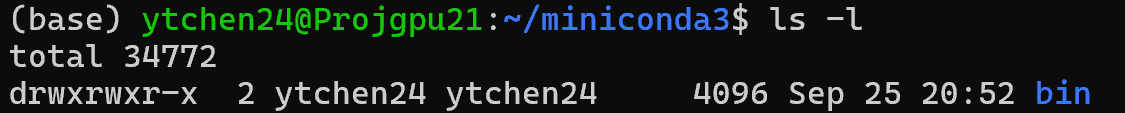 (base) ytchen24@Projgpu21:~/miniconda3$ ls -l
total 34772
drwxrwxr-x  2 ytchen24 ytchen24     4096 Sep 25 20:52 bin